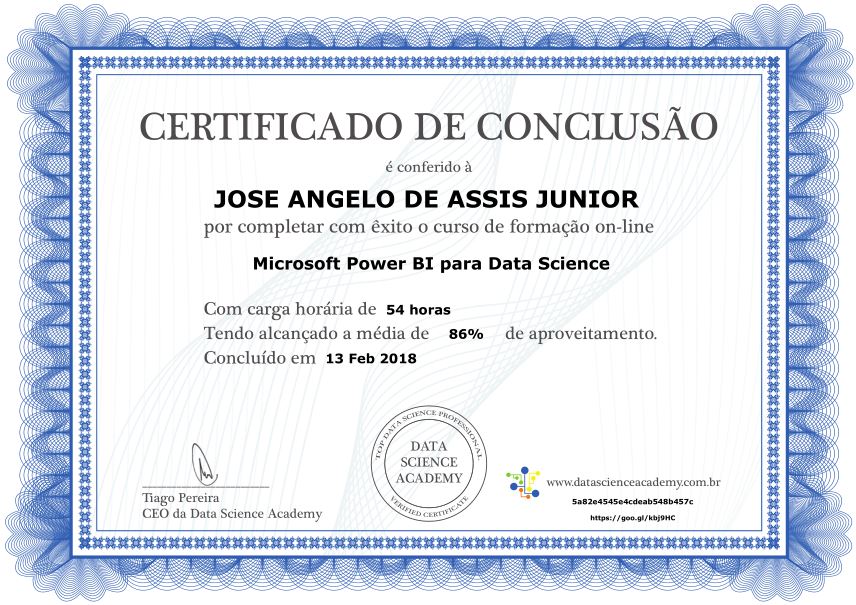 CERTIFICADO DE CONCLUSÃO
é conferido à
JOSE ANGELO DE ASSIS JUNIOR
por completar com êxito o curso de formação on-line
Microsoft Power BI para Data Science
Com carga horária de 54 horas
Tendo alcançado a média de 86% de aproveitamento.
Concluído em 13 Feb 2018
TOP DATA SCIENCE PROFESSIONAL
DATA
SCIENCE
ACADEMY
VERIFIED CERTIFICATE
Tiago Pereira
CEO da Data Science Academy
www.datascienceacademy.com.br
5a82e4545e4cdeab548b457c
https://goo.gl/kbj9HC